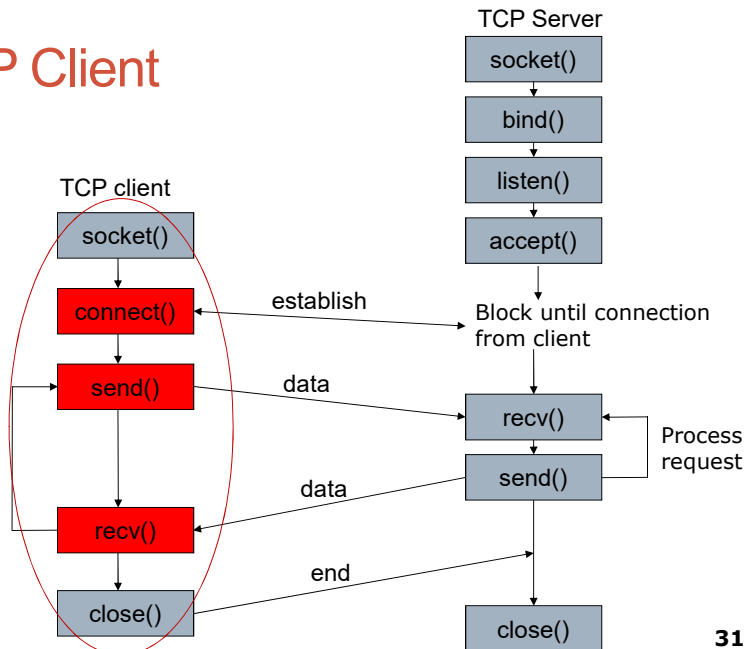 P Client
TCP Server
socket()
bind()
listen()
accept()
Block until connection
from client
recv()
send()
Process
request
close()
TCP client
socket()
connect()
send()
recv()
close()
establish
data
data
end
31